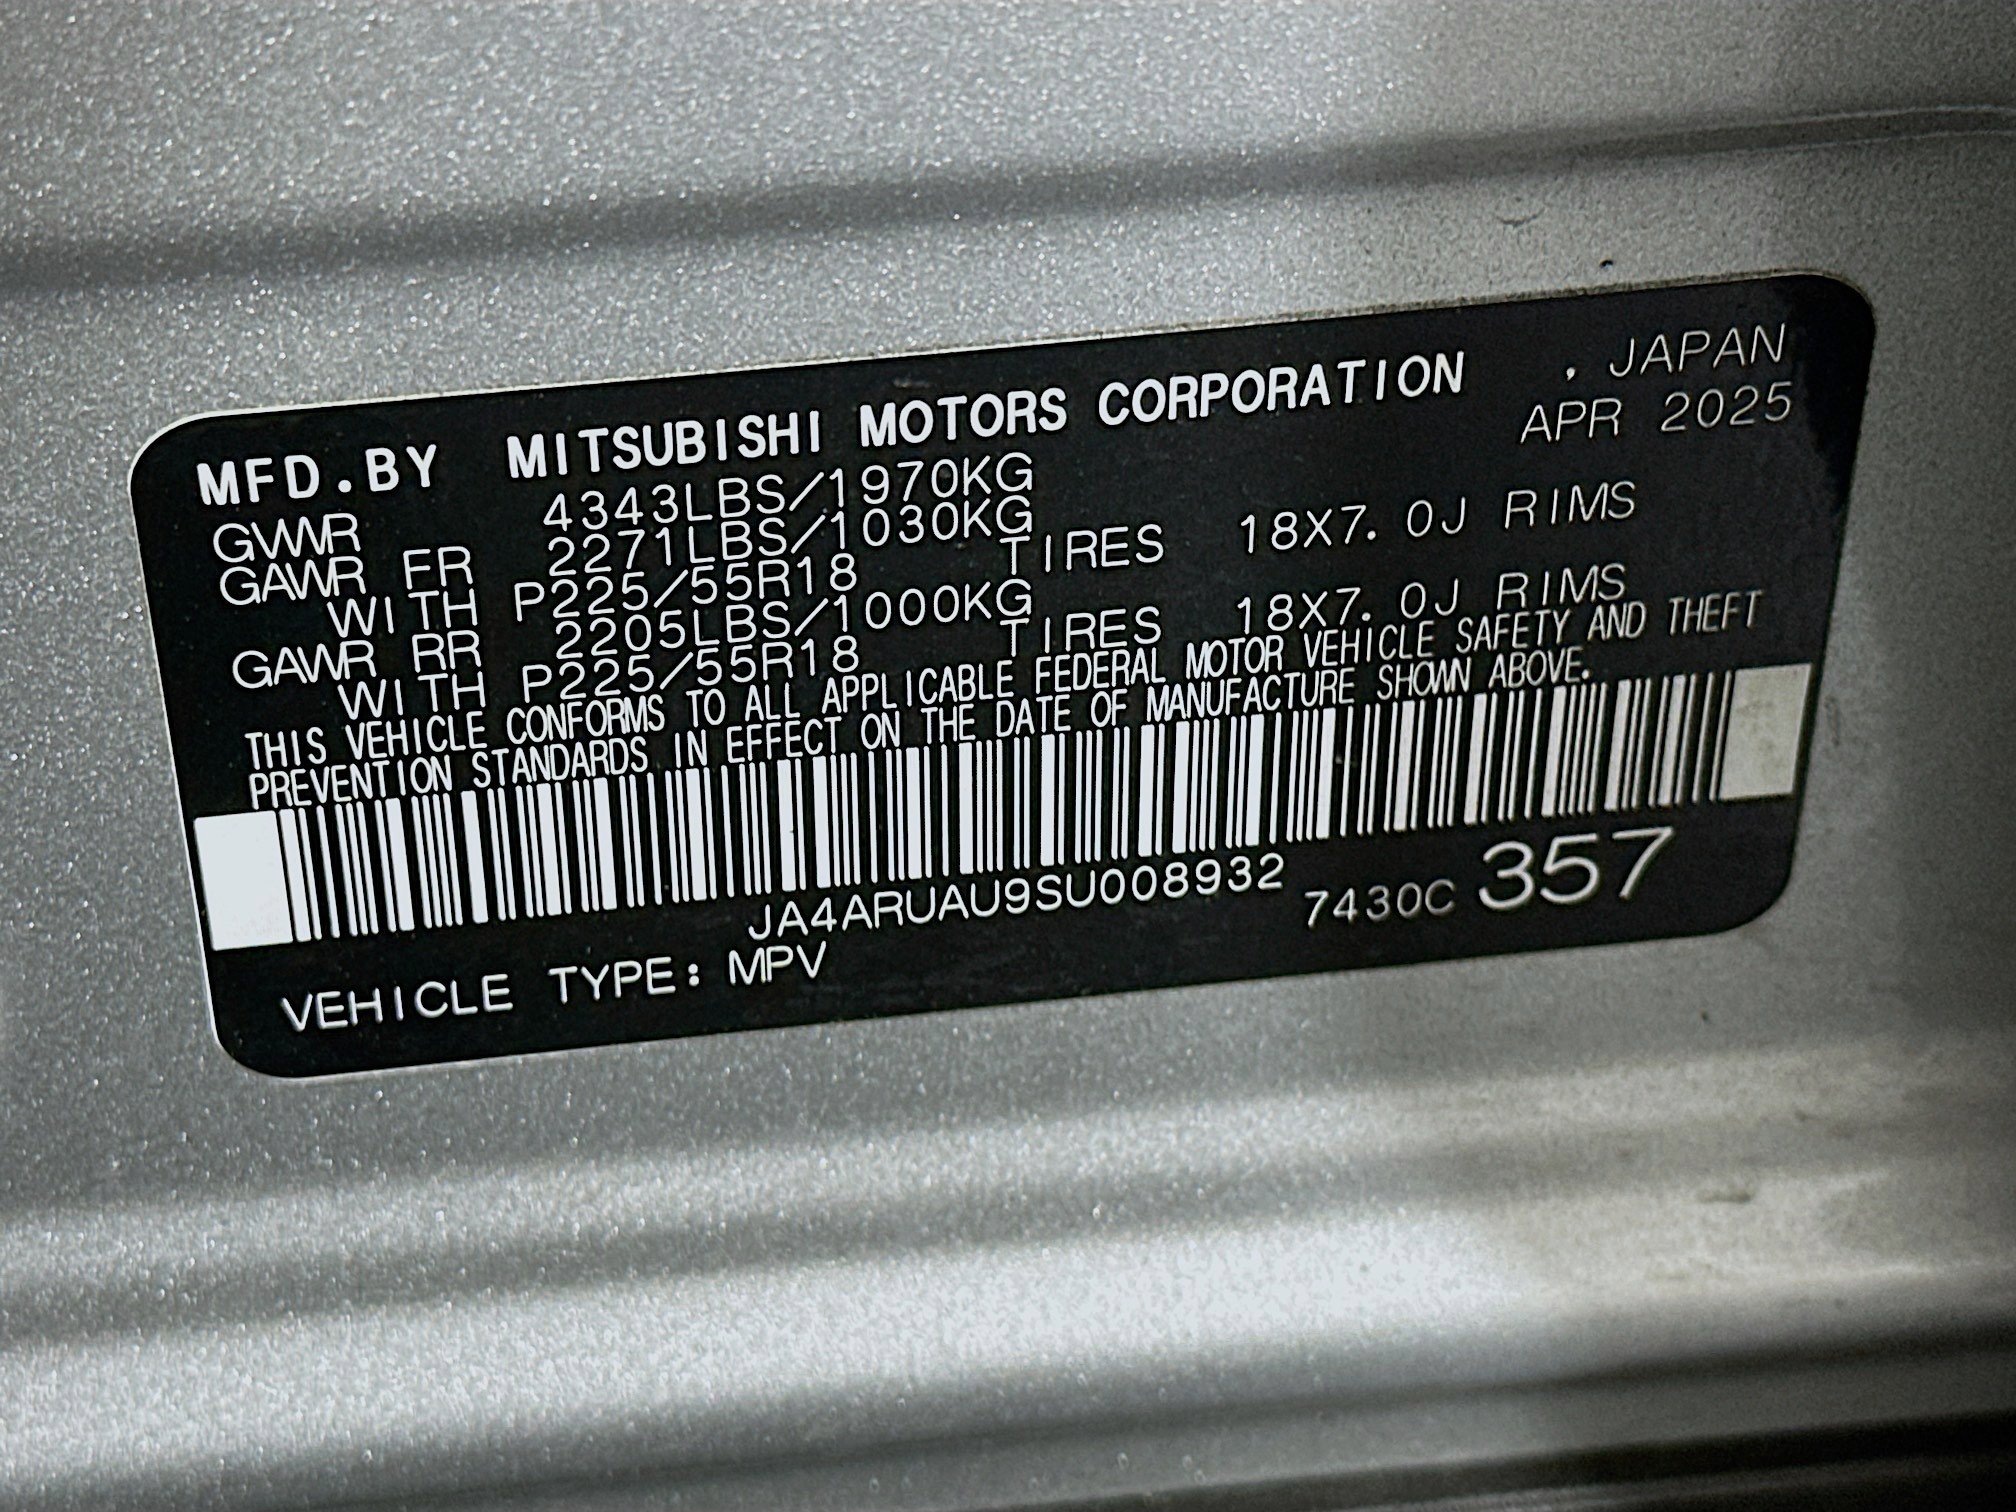 MFD.BY MITSUBISHI MOTORS CORPORATION , JAPAN
APR 2025
GVWR 4343LBS/1970KG
GAWR FR 2271LBS/1030KG
WITH P225/55R18 TIRES 18X7.0J RIMS
GAWR RR 2205LBS/1000KG
WITH P225/55R18 TIRES 18X7.0J RIMS
THIS VEHICLE CONFORMS TO ALL APPLICABLE FEDERAL MOTOR VEHICLE SAFETY AND THEFT
PREVENTION STANDARDS IN EFFECT ON THE DATE OF MANUFACTURE SHOWN ABOVE.
JA4ARUAU9SU008932 7430C 357
VEHICLE TYPE: MPV